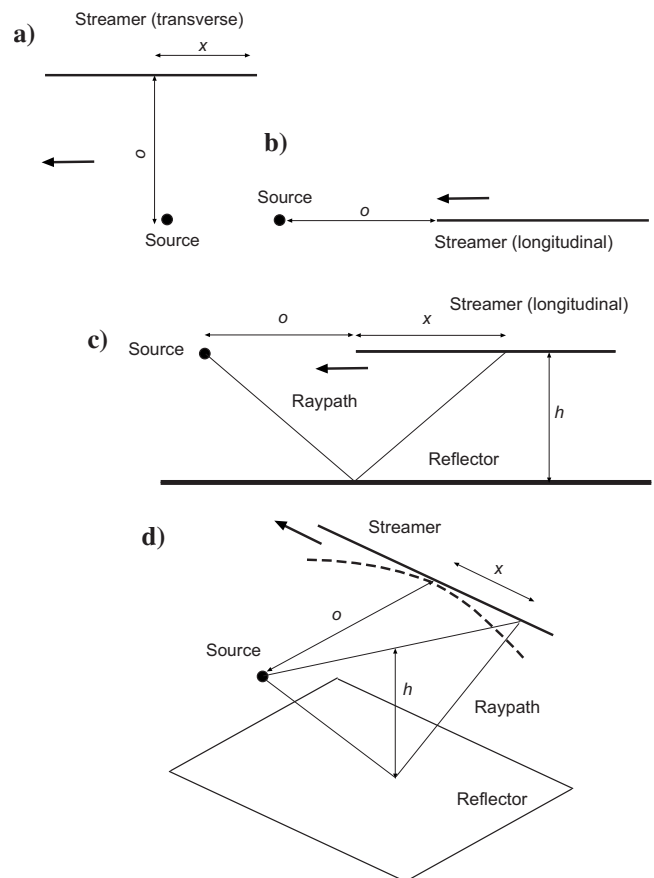 a)
Streamer (transverse)
x
o
Source
b)
Source
o
Streamer (longitudinal)
c)
Streamer (longitudinal)
o
x
Source
Raypath
h
Reflector
d)
Streamer
x
o
Source
h
Raypath
Reflector